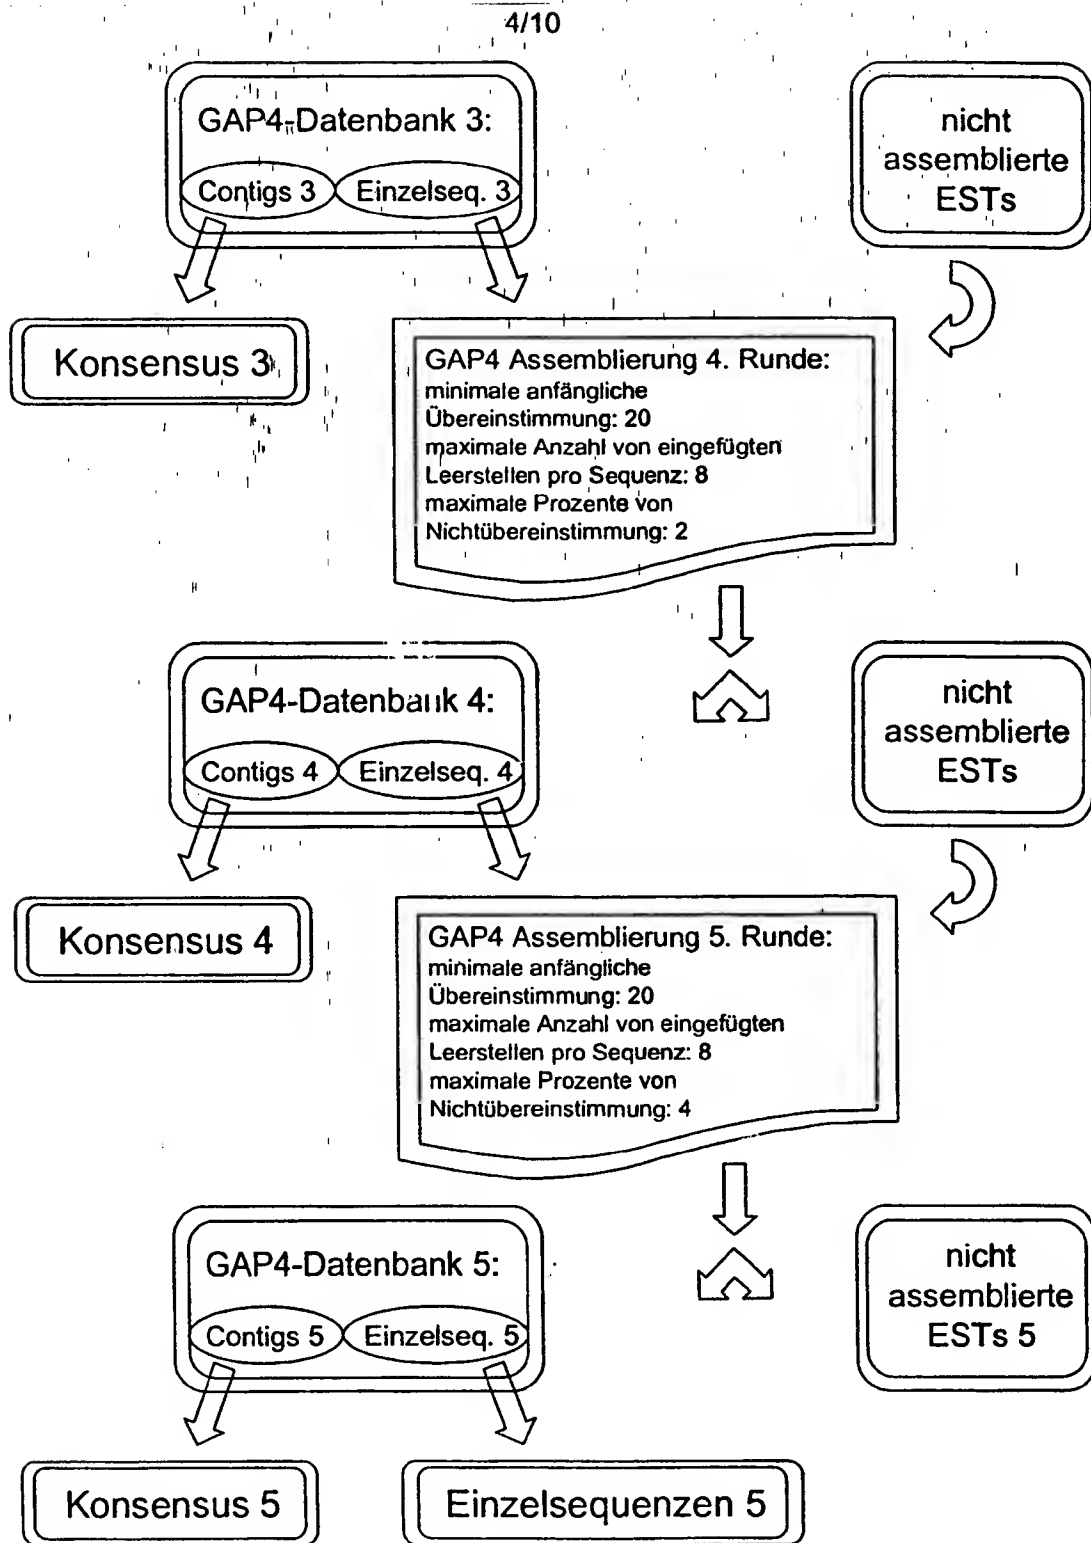 4/10
GAP4-Datenbank 3:
Contigs 3
Einzelseq. 3
nicht
assemblierte
ESTs
Konsensus 3
GAP4 Assemblierung 4. Runde:
minimale anfängliche
Übereinstimmung: 20
maximale Anzahl von eingefügten
Leerstellen pro Sequenz: 8
maximale Prozente von
Nichtübereinstimmung: 2
GAP4-Datenbank 4:
Contigs 4
Einzelseq. 4
nicht
assemblierte
ESTs
Konsensus 4
GAP4 Assemblierung 5. Runde:
minimale anfängliche
Übereinstimmung: 20
maximale Anzahl von eingefügten
Leerstellen pro Sequenz: 8
maximale Prozente von
Nichtübereinstimmung: 4
GAP4-Datenbank 5:
Contigs 5
Einzelseq. 5
nicht
assemblierte
ESTs 5
Konsensus 5
Einzelsequenzen 5